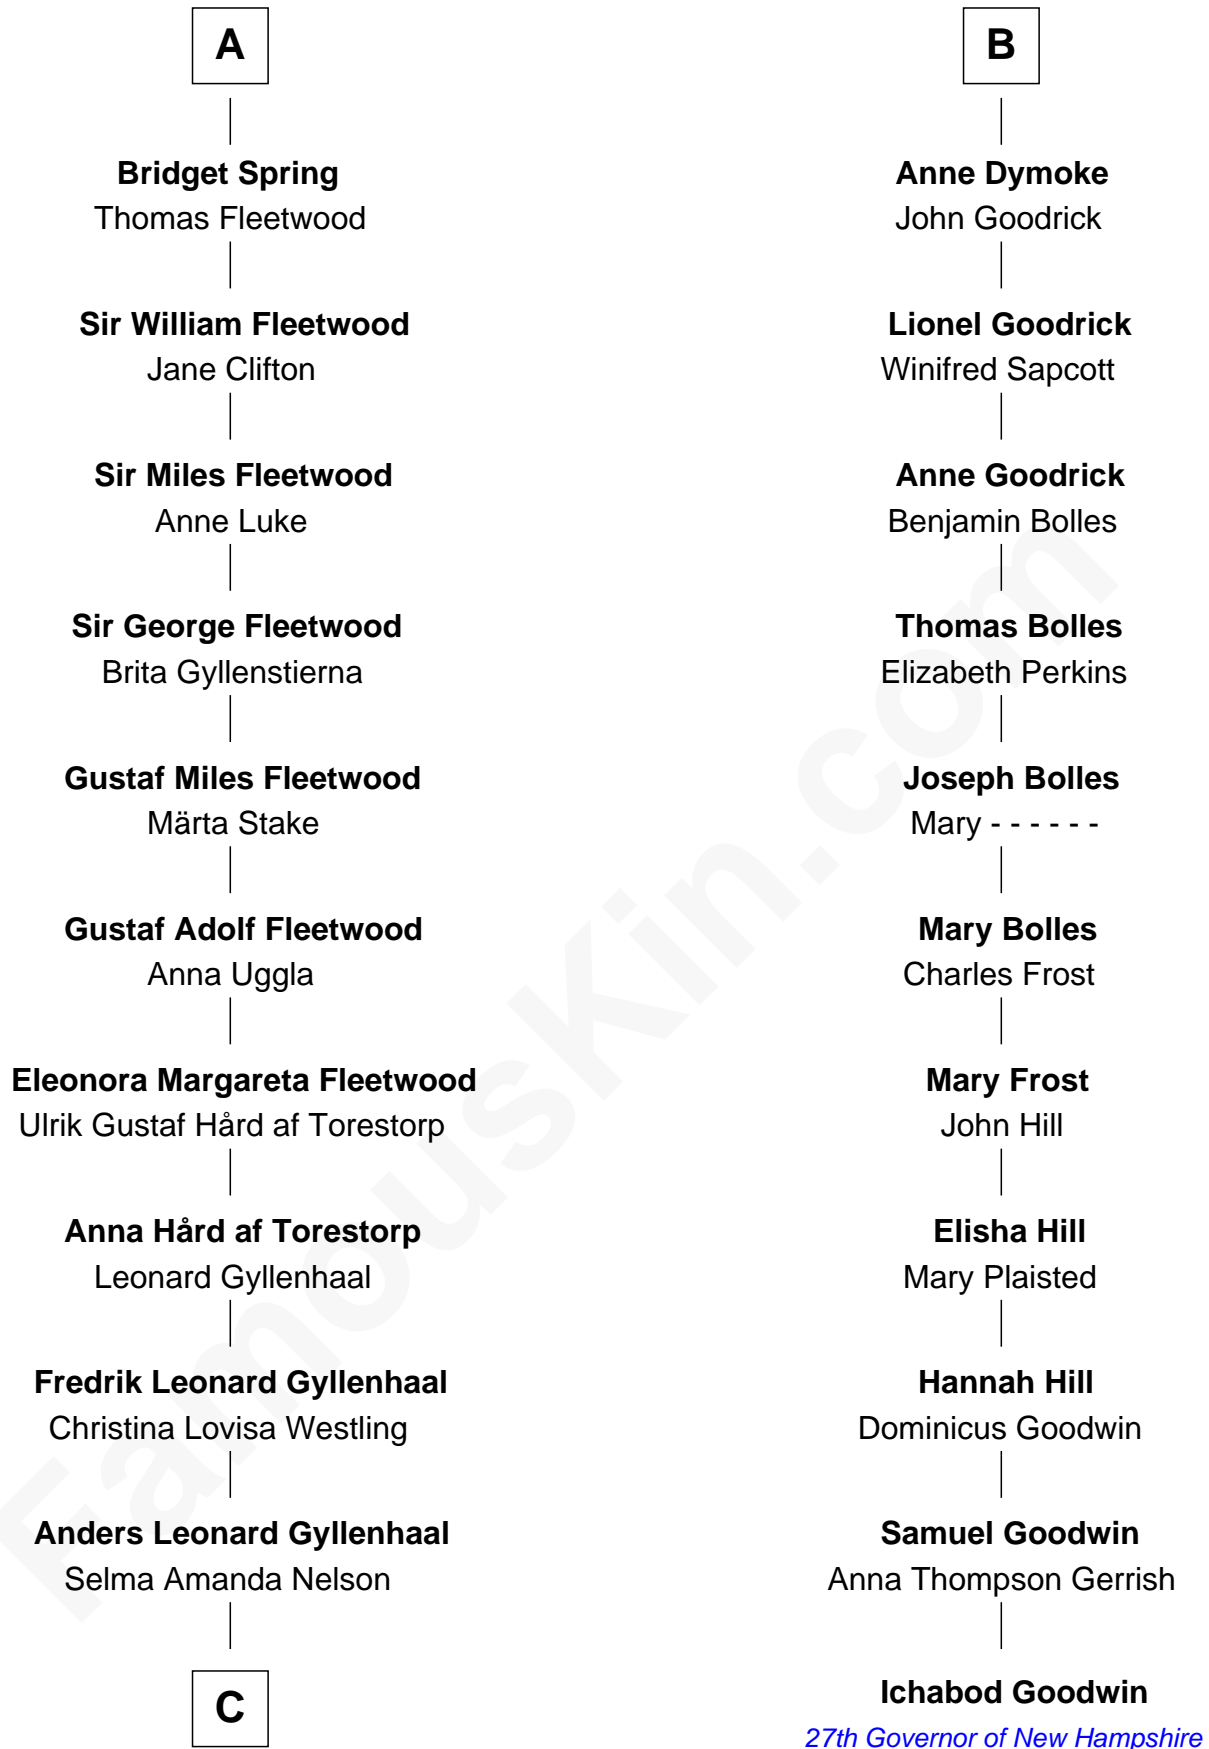 A
Bridget Spring
Thomas Fleetwood
Sir William Fleetwood
Jane Clifton
Sir Miles Fleetwood
Anne Luke
Sir George Fleetwood
Brita Gyllenstierna
Gustaf Miles Fleetwood
Märta Stake
Gustaf Adolf Fleetwood
Anna Uggla
Eleonora Margareta Fleetwood
Ulrik Gustaf Hård af Torestorp
Anna Hård af Torestorp
Leonard Gyllenhaal
Fredrik Leonard Gyllenhaal
Christina Lovisa Westling
Anders Leonard Gyllenhaal
Selma Amanda Nelson
C
B
Anne Dymoke
John Goodrick
Lionel Goodrick
Winifred Sapcott
Anne Goodrick
Benjamin Bolles
Thomas Bolles
Elizabeth Perkins
Joseph Bolles
Mary - - - - - -
Mary Bolles
Charles Frost
Mary Frost
John Hill
Elisha Hill
Mary Plaisted
Hannah Hill
Dominicus Goodwin
Samuel Goodwin
Anna Thompson Gerrish
Ichabod Goodwin
27th Governor of New Hampshire
FamousKin.com